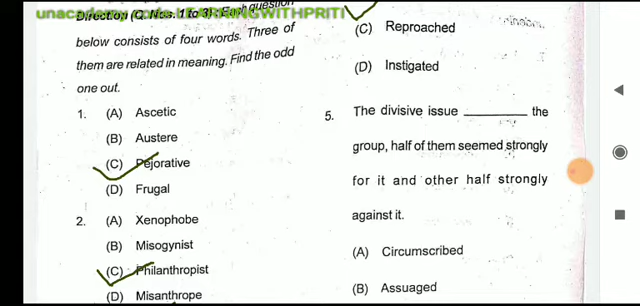 unacademy code LEARNINGWITHPRITI
Direction (Q. Nos. 1 to 3): Each question
below consists of four words. Three of
them are related in meaning. Find the odd
one out.
1. (A) Ascetic
(B) Austere
(C) Pejorative
(D) Frugal
2. (A) Xenophobe
(B) Misogynist
(C) Philanthropist
(D) Misanthrope
(C) Reproached
(D) Instigated
5. The divisive issue ________ the
group, half of them seemed strongly
for it and other half strongly
against it.
(A) Circumscribed
(B) Assuaged